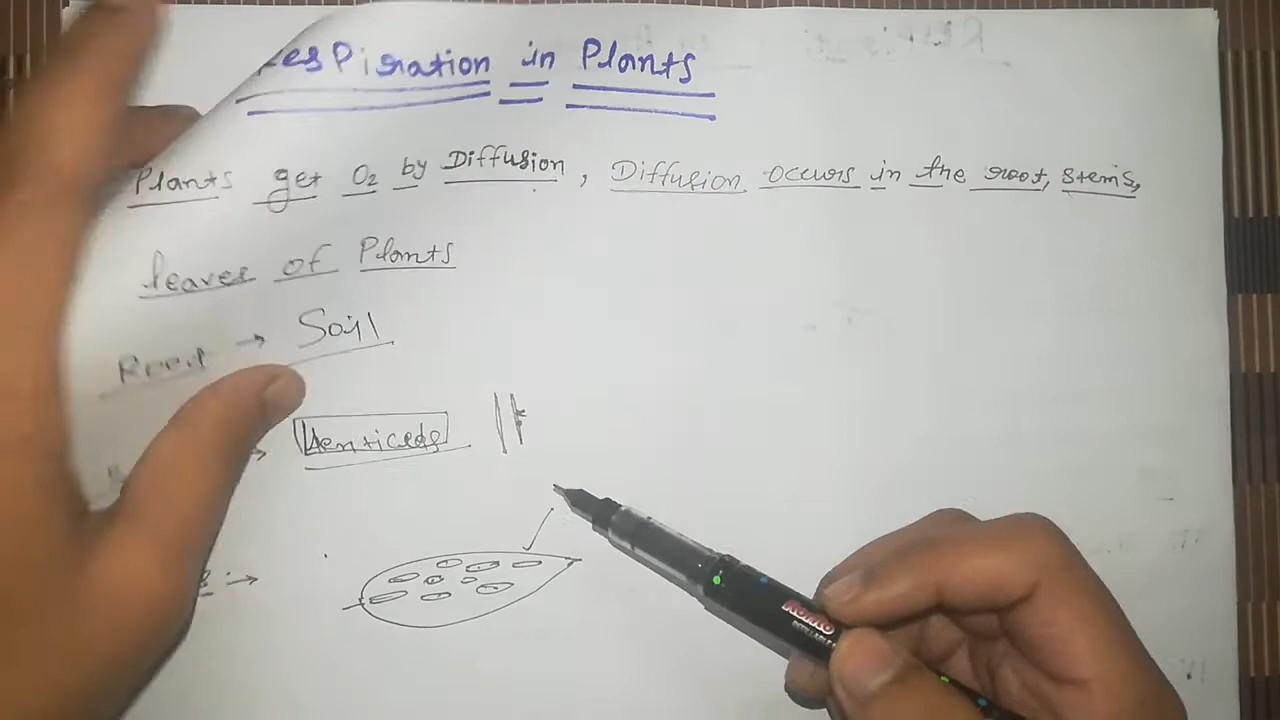 Respiration in Plants
Plants get O2 by Diffusion, Diffusion occurs in the root, stems,
leaves of Plants
Root → Soil
→ Lenticels
→